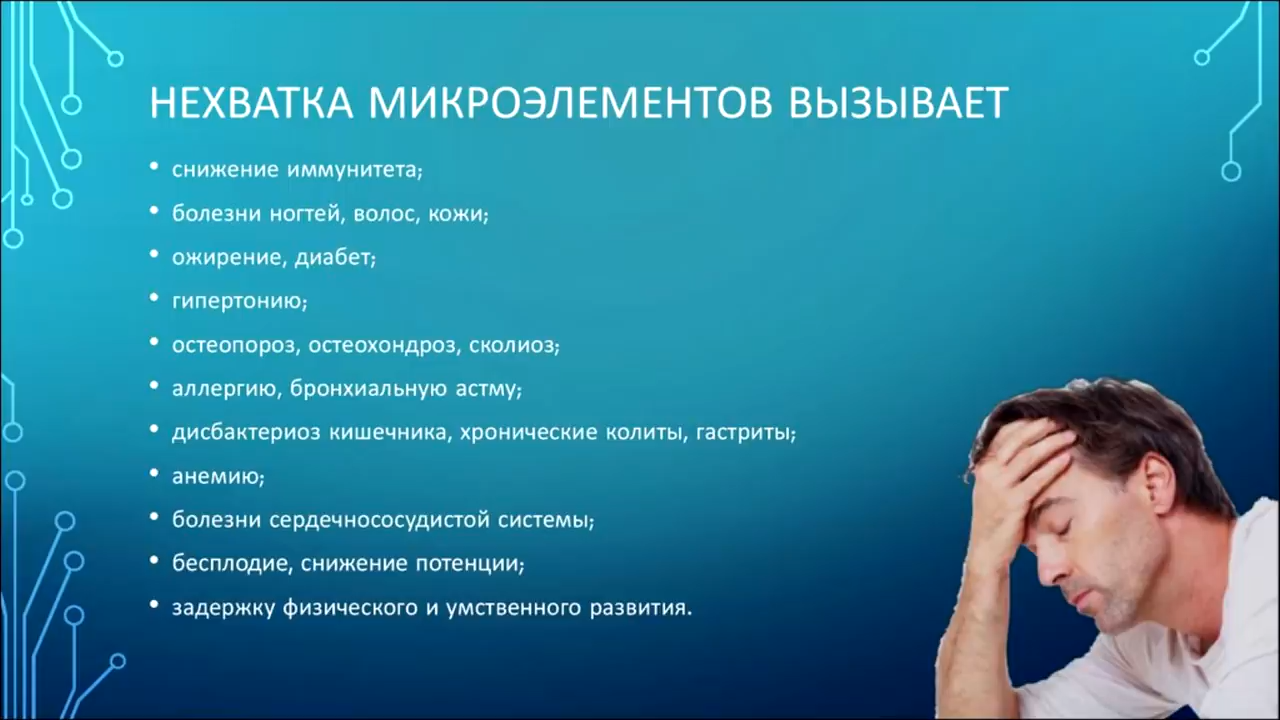 НЕХВАТКА МИКРОЭЛЕМЕНТОВ ВЫЗЫВАЕТ
• снижение иммунитета;
• болезни ногтей, волос, кожи;
• ожирение, диабет;
• гипертонию;
• остеопороз, остеохондроз, сколиоз;
• аллергию, бронхиальную астму;
• дисбактериоз кишечника, хронические колиты, гастриты;
• анемию;
• болезни сердечнососудистой системы;
• бесплодие, снижение потенции;
• задержку физического и умственного развития.